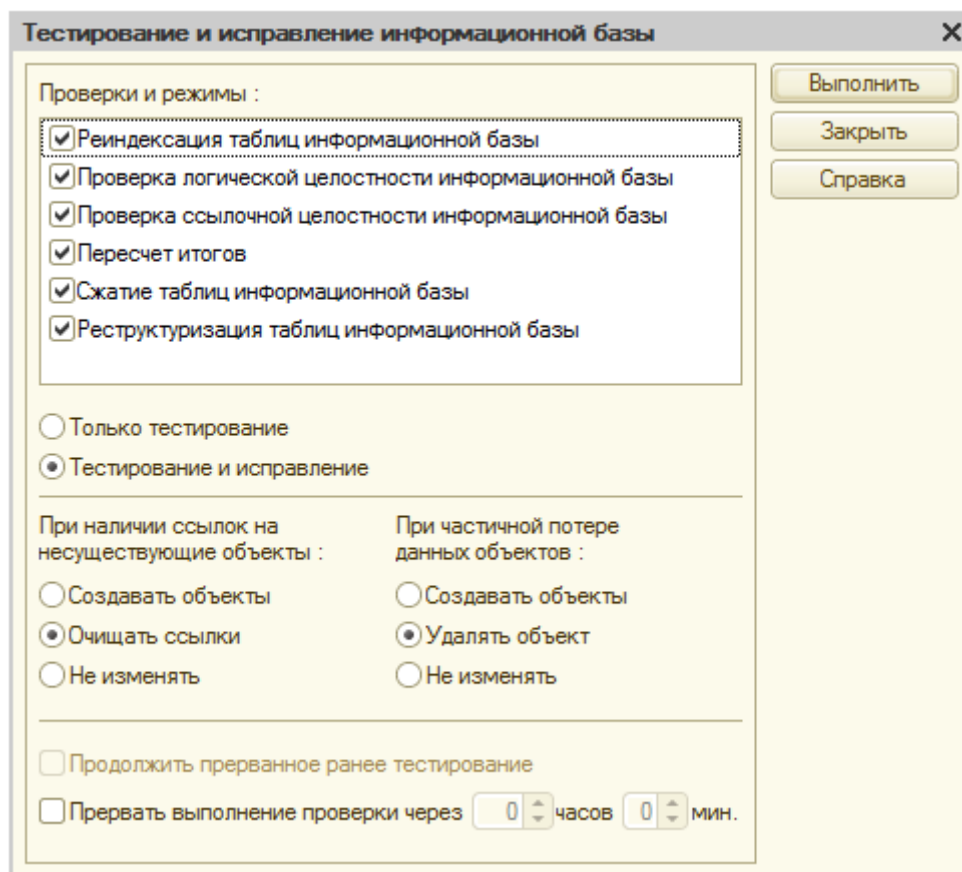 Тестирование и исправление информационной базы
Выполнить
Проверки и режимы :
Закрыть
Реиндексация таблиц информационной базы
Проверка логической целостности информационной базы
Справка
Проверка ссылочной целостности информационной базы
Пересчет итогов
Сжатие таблиц информационной базы
Реструктуризация таблиц информационной базы
Только тестирование
Тестирование и исправление
При наличии ссылок на
несуществующие объекты :
При частичной потере
данных объектов :
Создавать объекты
Очищать ссылки
Не изменять
Создавать объекты
Удалять объект
Не изменять
Продолжить прерванное ранее тестирование
Прервать выполнение проверки через 0 часов 0 мин.